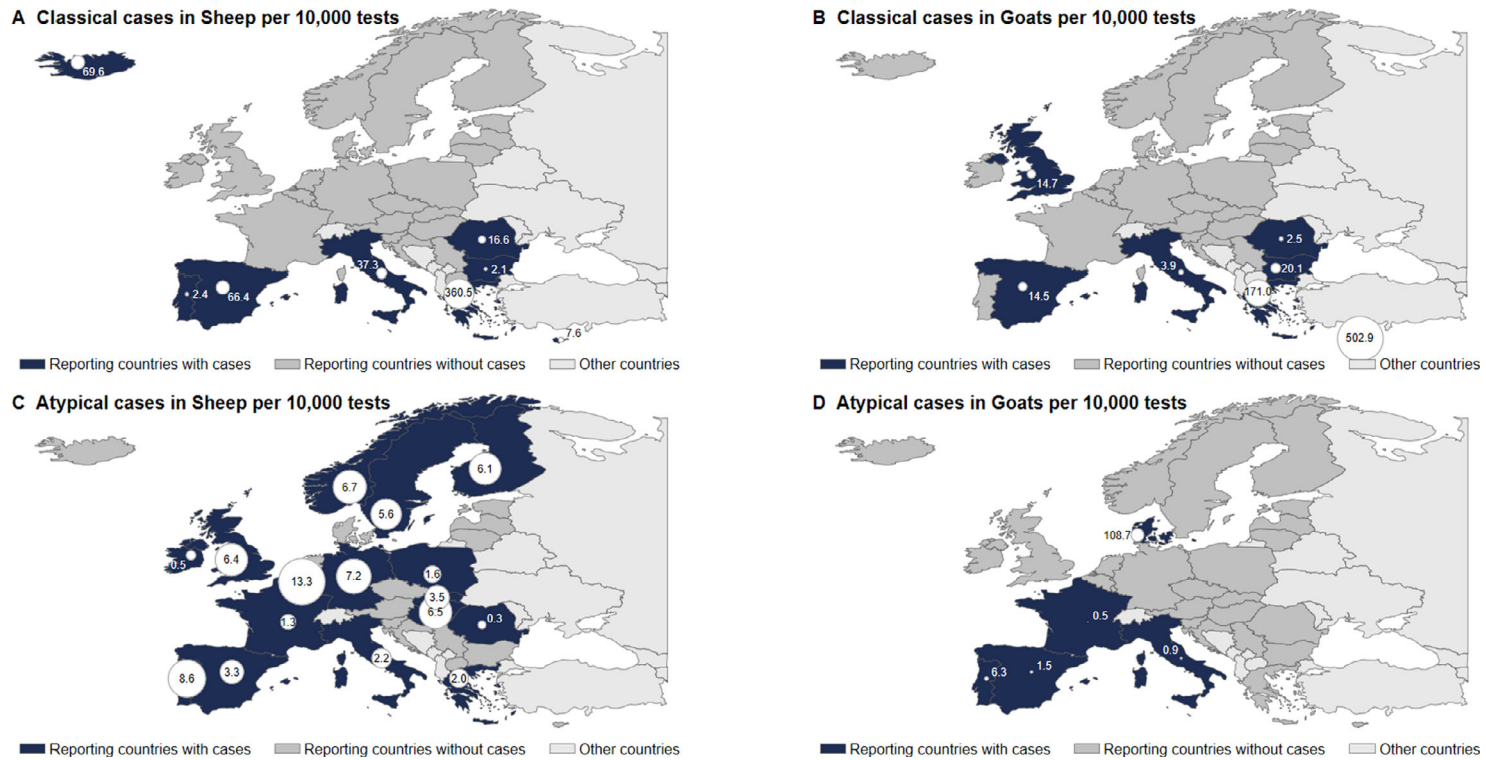 A Classical cases in Sheep per 10,000 tests
69.6
16.6
37.3
2.1
2.4
66.4
360.5
7.6
Reporting countries with cases
Reporting countries without cases
Other countries
B Classical cases in Goats per 10,000 tests
14.7
2.5
3.9
20.1
14.5
171.0
502.9
Reporting countries with cases
Reporting countries without cases
Other countries
C Atypical cases in Sheep per 10,000 tests
6.1
6.7
5.6
0.5
6.4
13.3
7.2
1.6
3.5
6.5
1.3
0.3
2.2
8.6
3.3
2.0
Reporting countries with cases
Reporting countries without cases
Other countries
D Atypical cases in Goats per 10,000 tests
108.7
0.5
0.9
6.3
1.5
Reporting countries with cases
Reporting countries without cases
Other countries